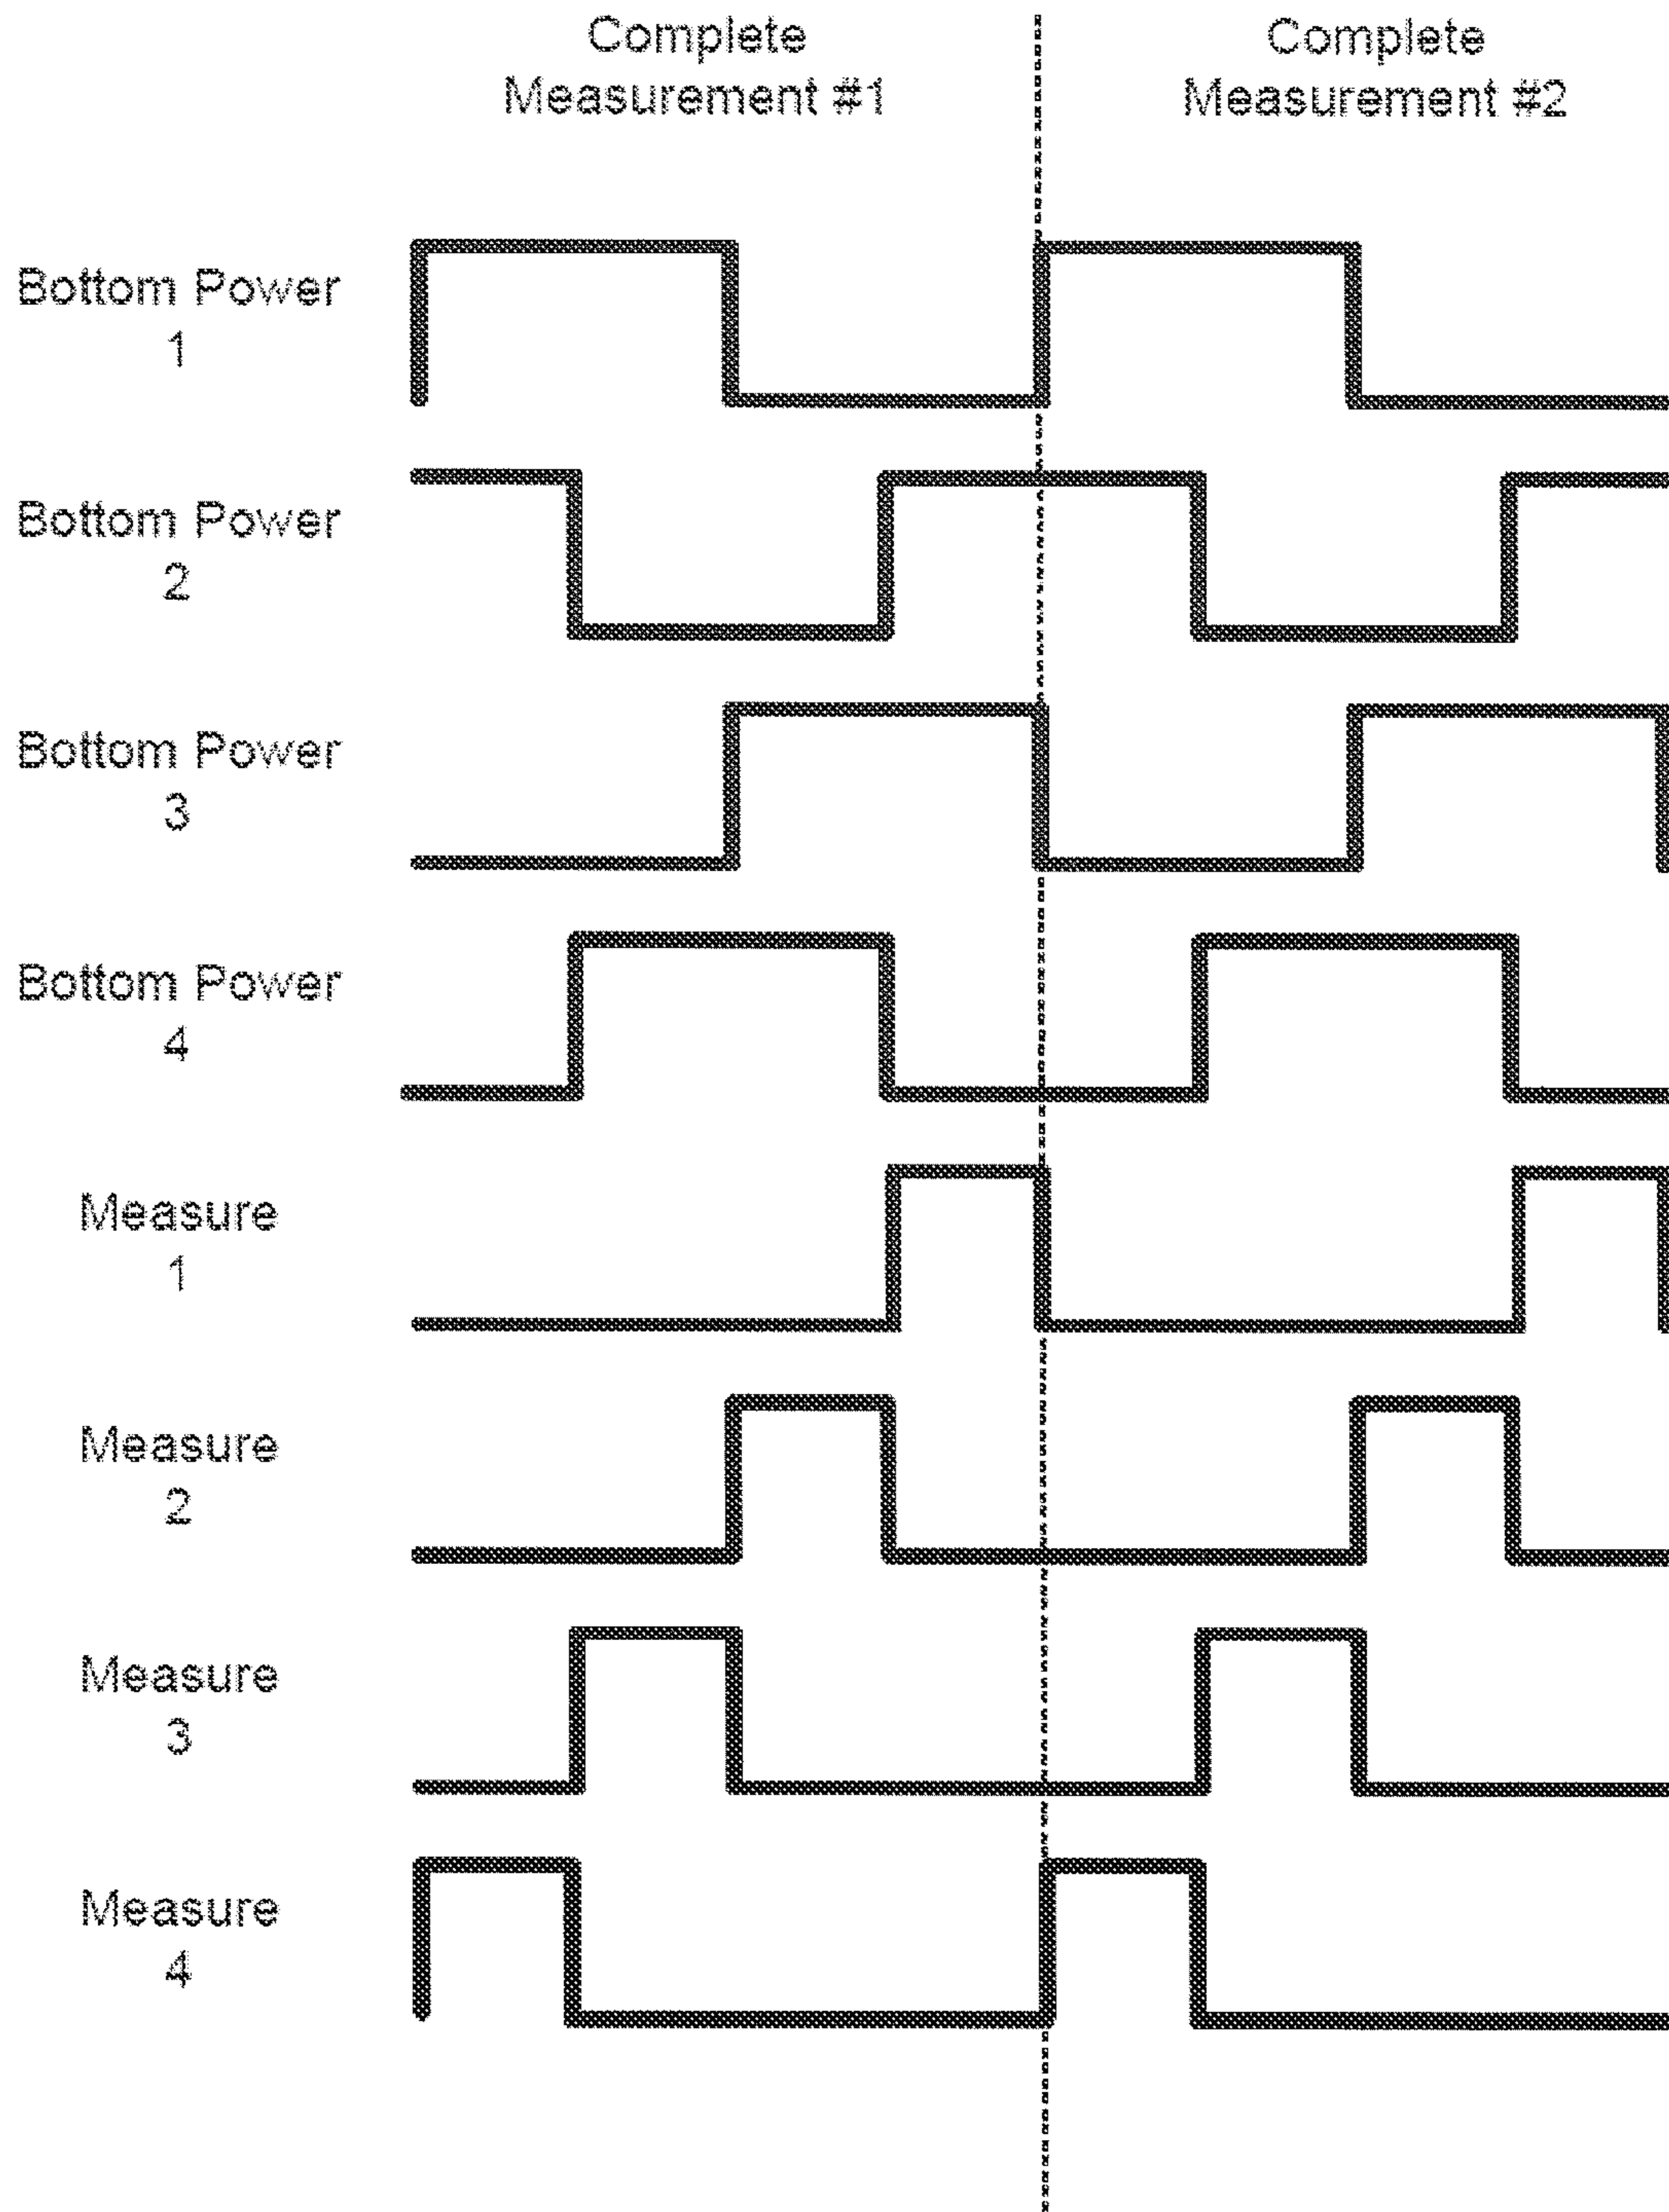 Complete
Measurement #1
Complete
Measurement #2
Bottom Power
1
Bottom Power
2
Bottom Power
3
Bottom Power
4
Measure
1
Measure
2
Measure
3
Measure
4